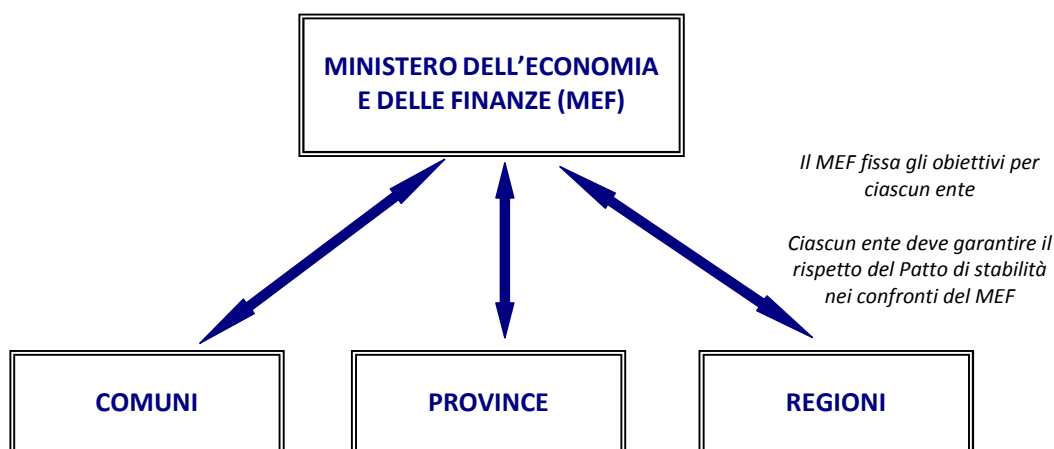 MINISTERO DELL’ECONOMIA
E DELLE FINANZE (MEF)
Il MEF fissa gli obiettivi per
ciascun ente
Ciascun ente deve garantire il
rispetto del Patto di stabilità
nei confronti del MEF
COMUNI
PROVINCE
REGIONI